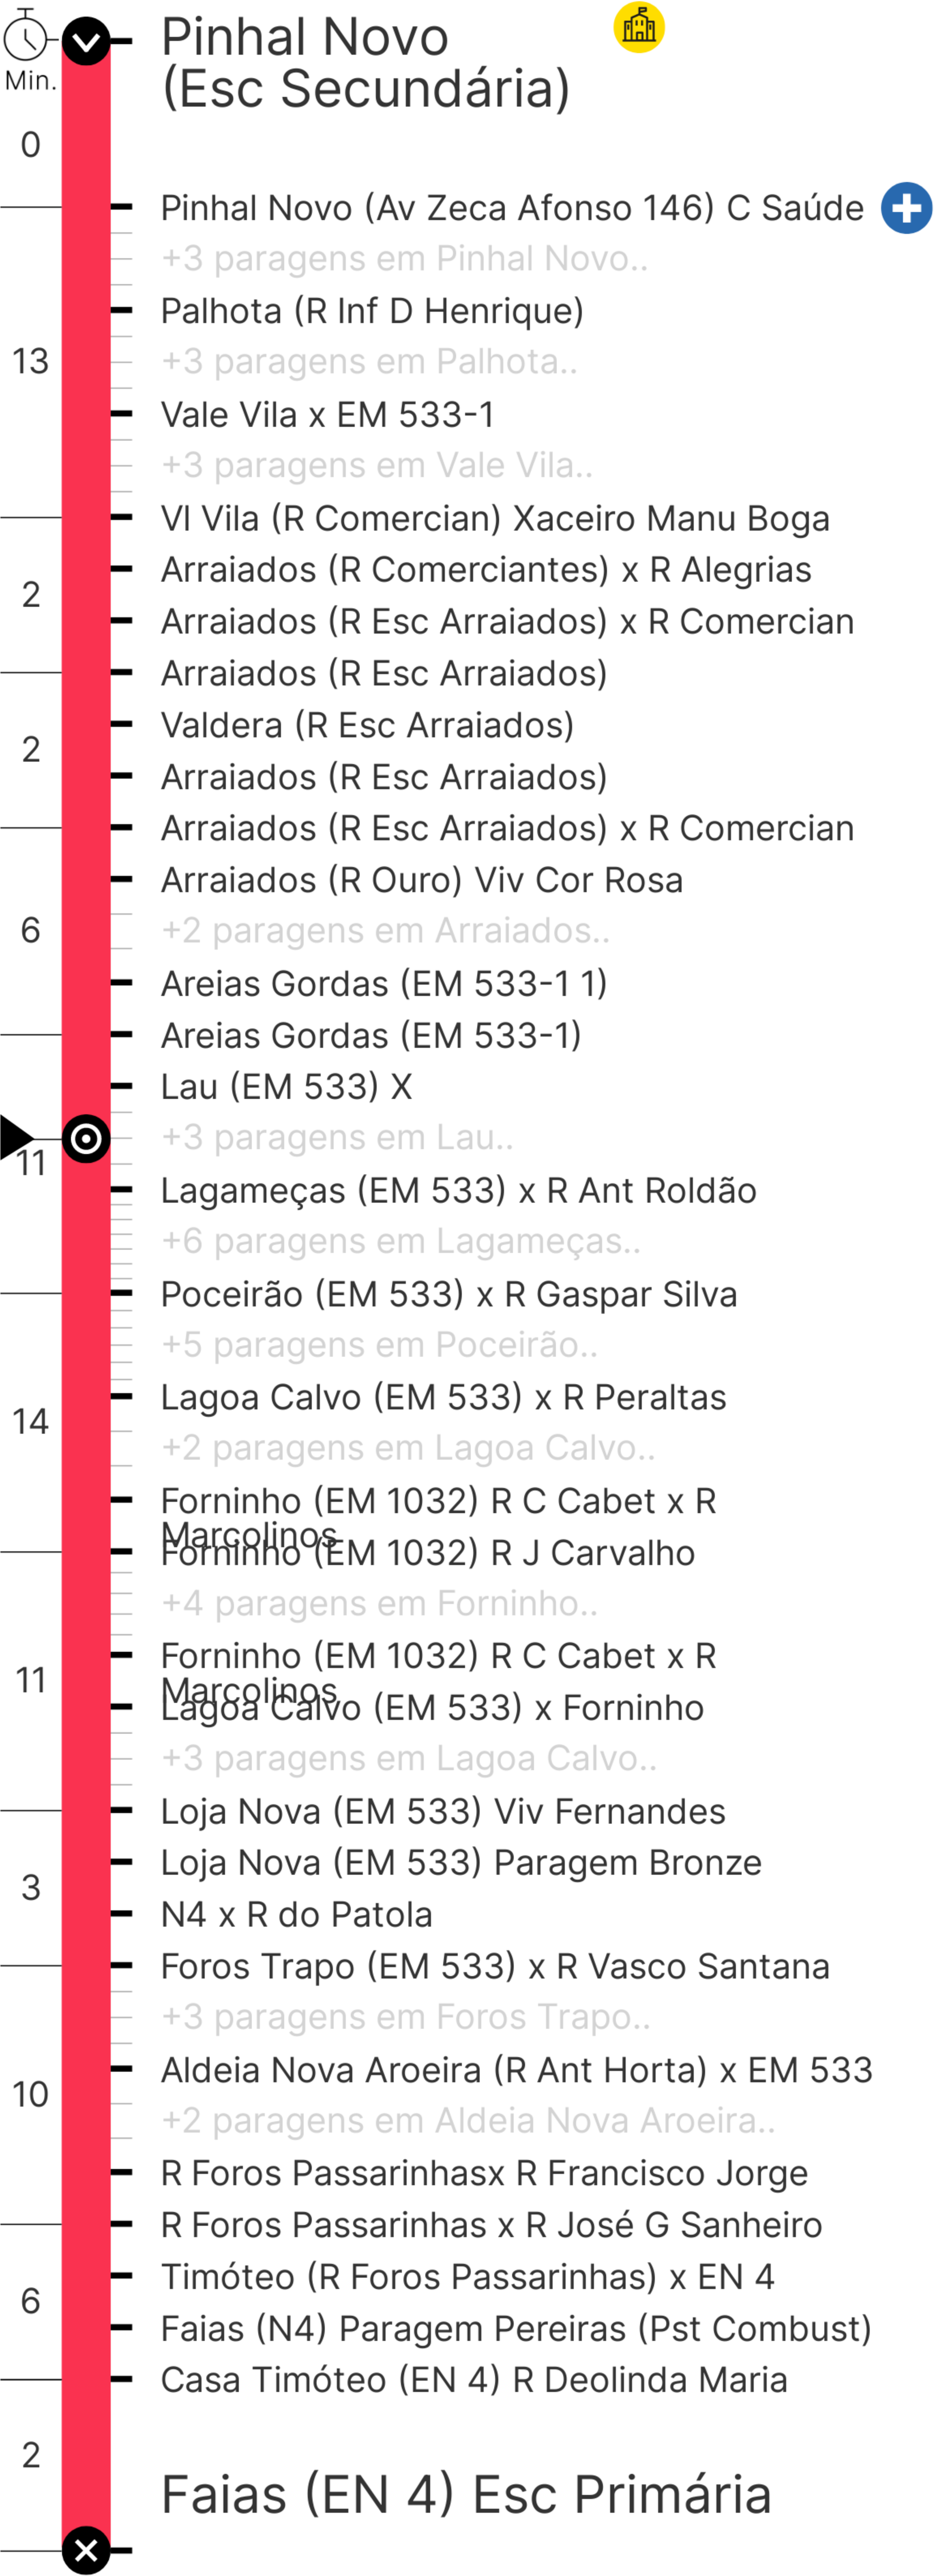 Min.
Pinhal Novo
(Esc Secundária)
0
Pinhal Novo (Av Zeca Afonso 146) C Saúde
+3 paragens em Pinhal Novo..
Palhota (R Inf D Henrique)
13
+3 paragens em Palhota..
Vale Vila x EM 533-1
+3 paragens em Vale Vila..
Vl Vila (R Comercian) Xaceiro Manu Boga
Arraiados (R Comerciantes) x R Alegrias
2
Arraiados (R Esc Arraiados) x R Comercian
Arraiados (R Esc Arraiados)
Valdera (R Esc Arraiados)
2
Arraiados (R Esc Arraiados)
Arraiados (R Esc Arraiados) x R Comercian
Arraiados (R Ouro) Viv Cor Rosa
6
+2 paragens em Arraiados..
Areias Gordas (EM 533-1 1)
Areias Gordas (EM 533-1)
Lau (EM 533) X
+3 paragens em Lau..
11
Lagameças (EM 533) x R Ant Roldão
+6 paragens em Lagameças..
Poceirão (EM 533) x R Gaspar Silva
+5 paragens em Poceirão..
Lagoa Calvo (EM 533) x R Peraltas
14
+2 paragens em Lagoa Calvo..
Forninho (EM 1032) R C Cabet x R
Marcolinos
Forninho (EM 1032) R J Carvalho
+4 paragens em Forninho..
Forninho (EM 1032) R C Cabet x R
11
Marcolinos
Lagoa Calvo (EM 533) x Forninho
+3 paragens em Lagoa Calvo..
Loja Nova (EM 533) Viv Fernandes
Loja Nova (EM 533) Paragem Bronze
3
N4 x R do Patola
Foros Trapo (EM 533) x R Vasco Santana
+3 paragens em Foros Trapo..
Aldeia Nova Aroeira (R Ant Horta) x EM 533
10
+2 paragens em Aldeia Nova Aroeira..
R Foros Passarinhasx R Francisco Jorge
R Foros Passarinhas x R José G Sanheiro
Timóteo (R Foros Passarinhas) x EN 4
6
Faias (N4) Paragem Pereiras (Pst Combust)
Casa Timóteo (EN 4) R Deolinda Maria
2
Faias (EN 4) Esc Primária